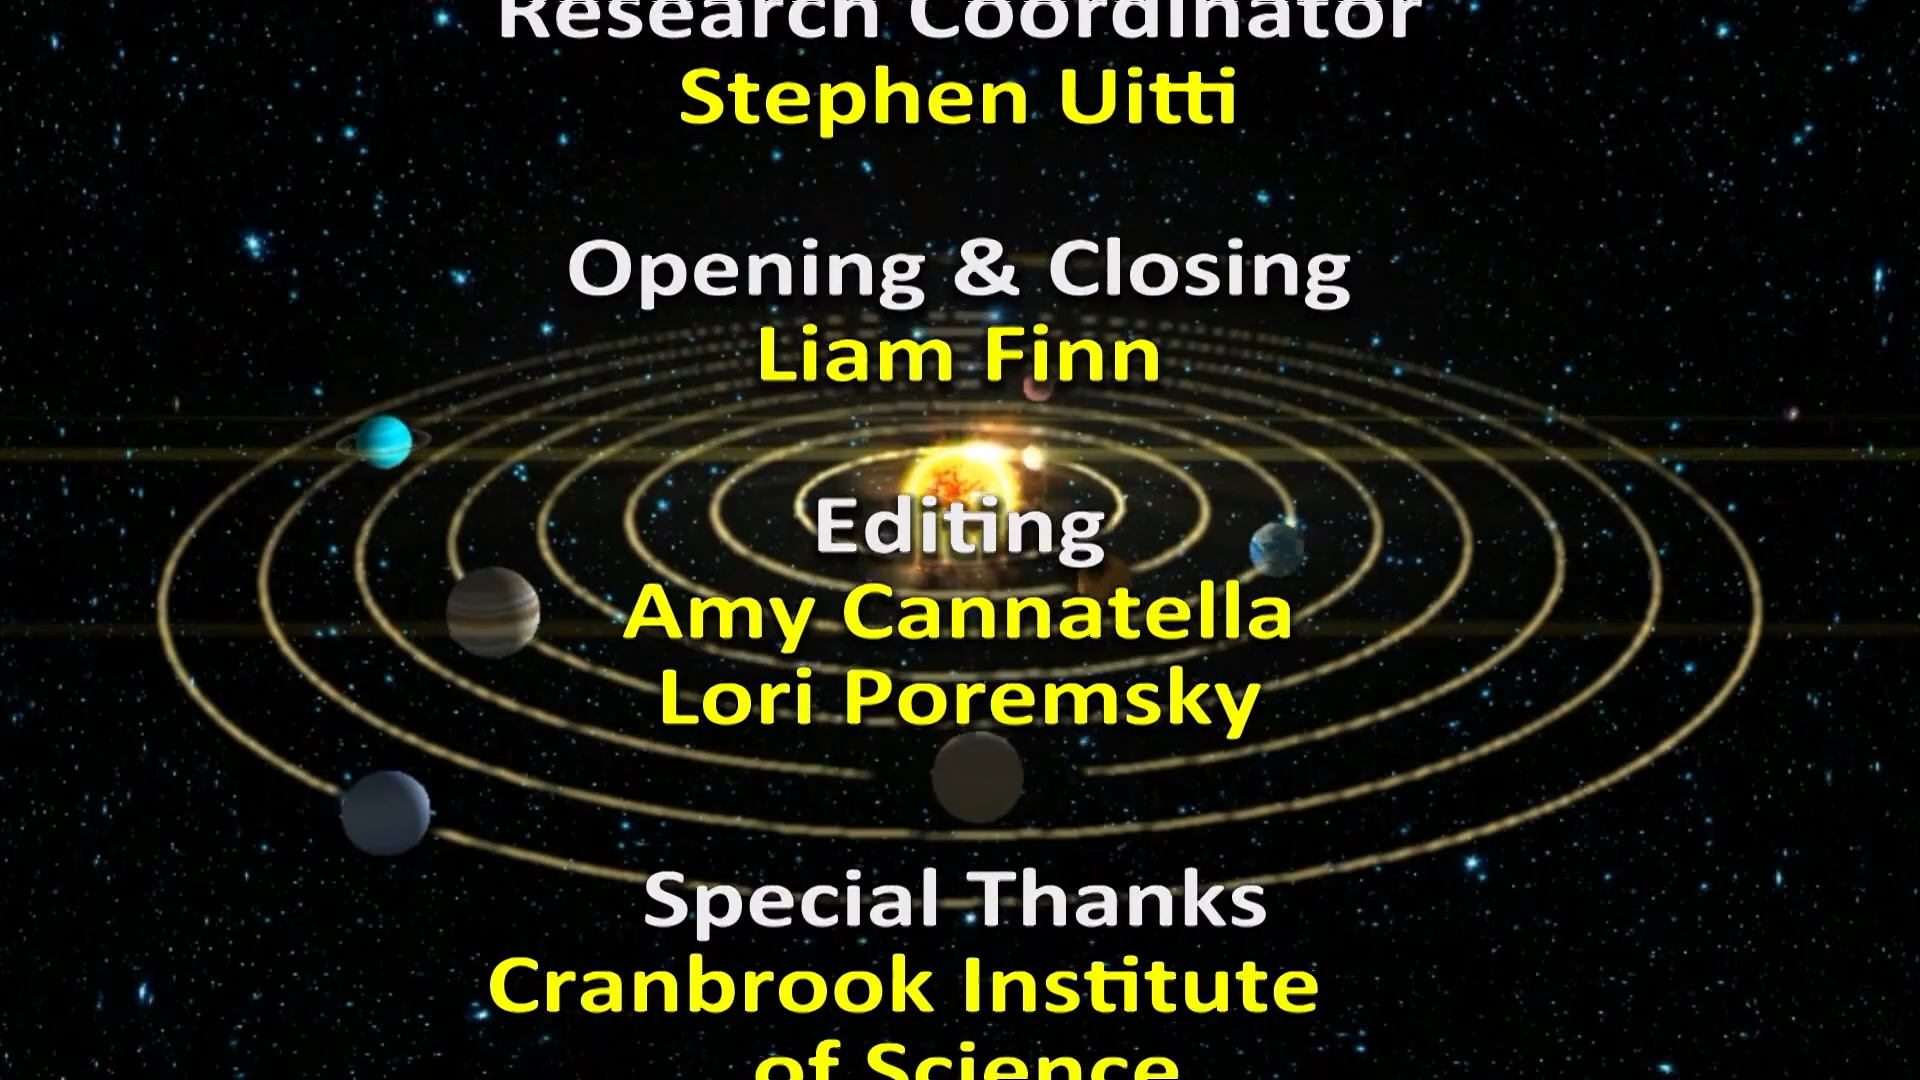 Research Coordinator
Stephen Uitti
Opening & Closing
Liam Finn
Editing
Amy Cannatella
Lori Poremsky
Special Thanks
Cranbrook Institute
of Science